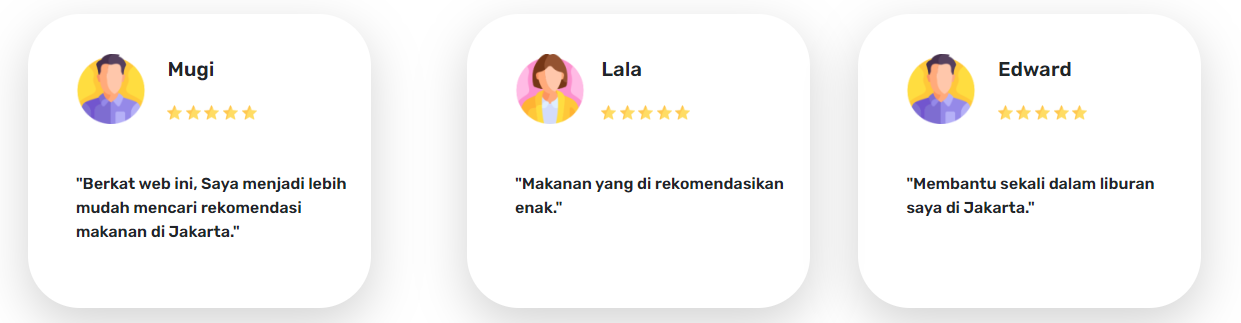 Mugi
"Berkat web ini, Saya menjadi lebih
mudah mencari rekomendasi
makanan di Jakarta."
Lala
"Makanan yang di rekomendasikan
enak."
Edward
"Membantu sekali dalam liburan
saya di Jakarta."